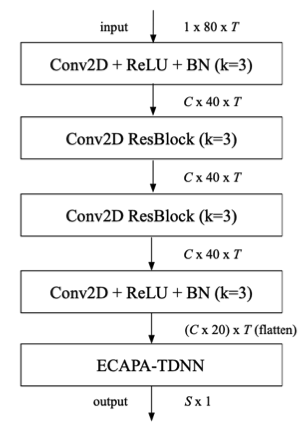 input 1 x 80 x T
Conv2D + ReLU + BN (k=3)
C x 40 x T
Conv2D ResBlock (k=3)
C x 40 x T
Conv2D ResBlock (k=3)
C x 40 x T
Conv2D + ReLU + BN (k=3)
(C x 20) x T (flatten)
ECAPA-TDNN
output S x 1